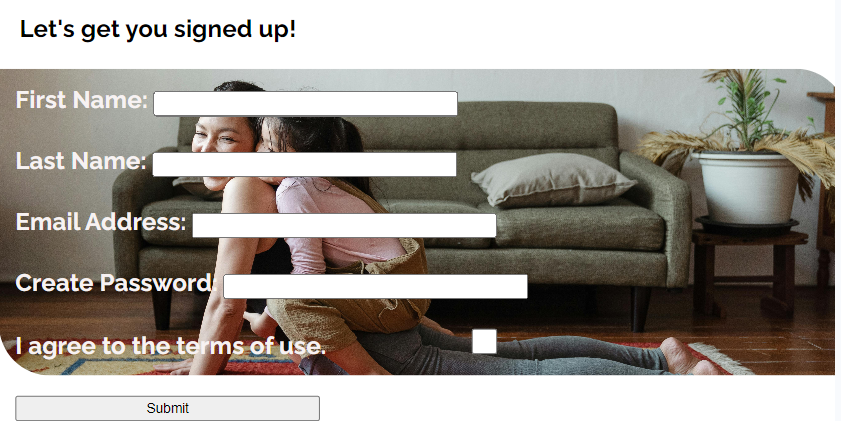 Let's get you signed up!
First Name:
Last Name:
Email Address:
Create Password:
I agree to the terms of use.
Submit